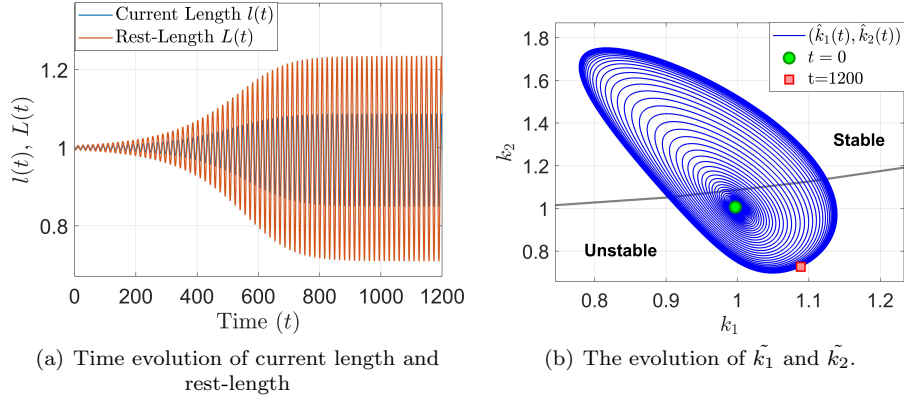 Current Length l(t)
Rest-Length L(t)
l(t), L(t)
1.2
1
0.8
0 200 400 600 800 1000 1200
Time (t)
(a) Time evolution of current length and
rest-length
(k̂₁(t), k̂₂(t))
t = 0
t=1200
k₂
1.8
1.6
1.4
1.2
1
0.8
Stable
Unstable
0.8 0.9 1 1.1 1.2
k₁
(b) The evolution of k̃₁ and k̃₂.